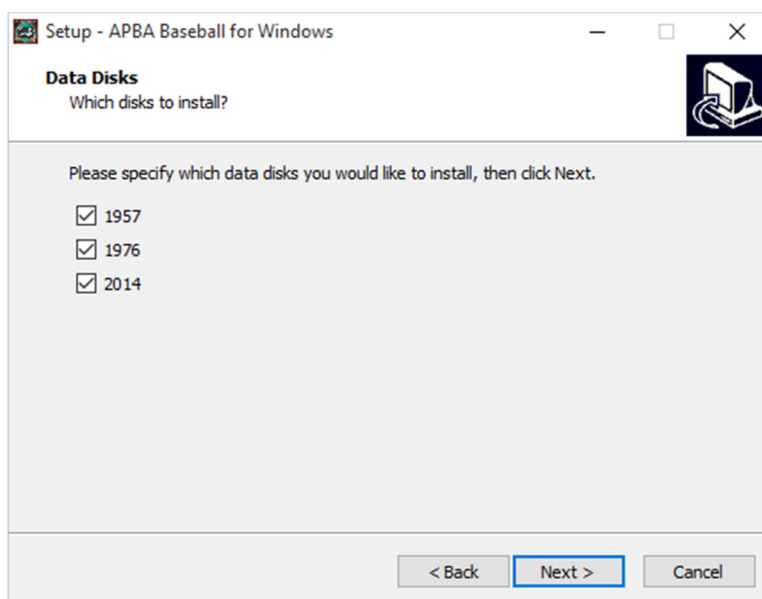 Setup - APBA Baseball for Windows
Data Disks
Which disks to install?
Please specify which data disks you would like to install, then click Next.
1957
1976
2014
< Back Next > Cancel